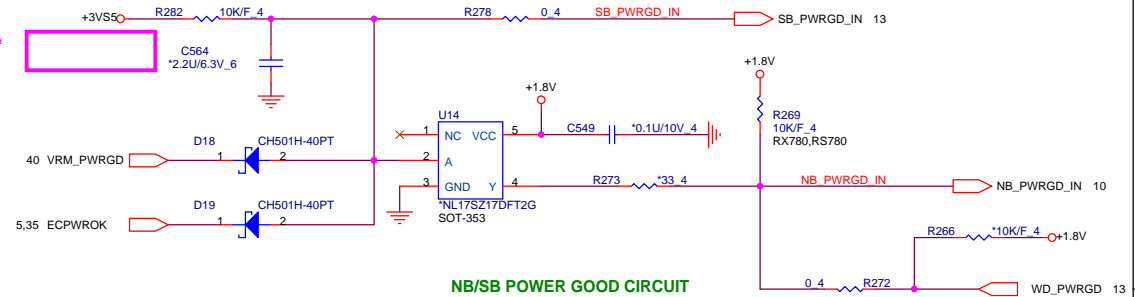 +3VS5 R282 10K/F_4 R278 0_4 SB_PWRGD_IN SB_PWRGD_IN 13
C564
*2.2U/6.3V_6
+1.8V
+1.8V
U14
R269
10K/F_4
RX780,RS780
1 NC VCC 5 C549 *0.1U/10V_4
D18 CH501H-40PT
40 VRM_PWRGD 1 2 2 A
3 GND Y 4 R273 *33_4 NB_PWRGD_IN NB_PWRGD_IN 10
*NL17SZ17DFT2G
SOT-353
D19 CH501H-40PT
5,35 ECPWROK 1 2
R266 *10K/F_4 +1.8V
NB/SB POWER GOOD CIRCUIT
0_4 R272 WD_PWRGD 13